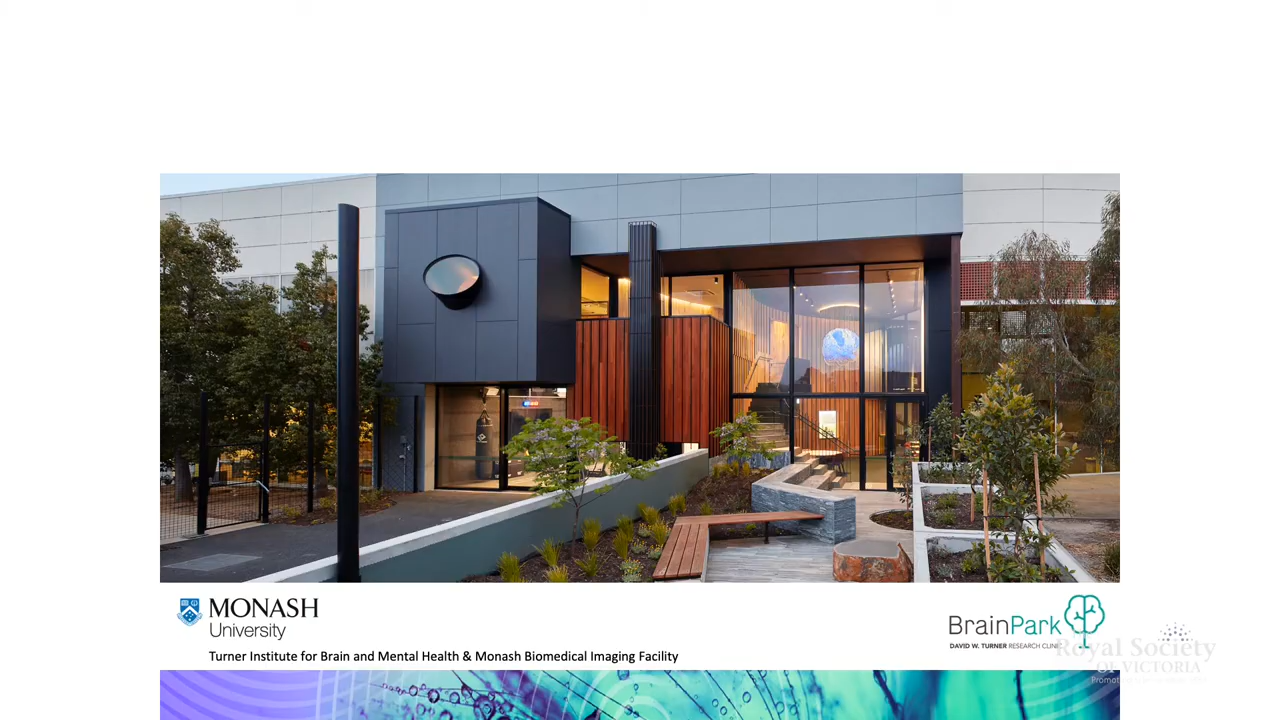 MONASH
University
Turner Institute for Brain and Mental Health & Monash Biomedical Imaging Facility
BrainPark
DAVID W. TURNER RESEARCH CLINIC
Royal Society
OF VICTORIA